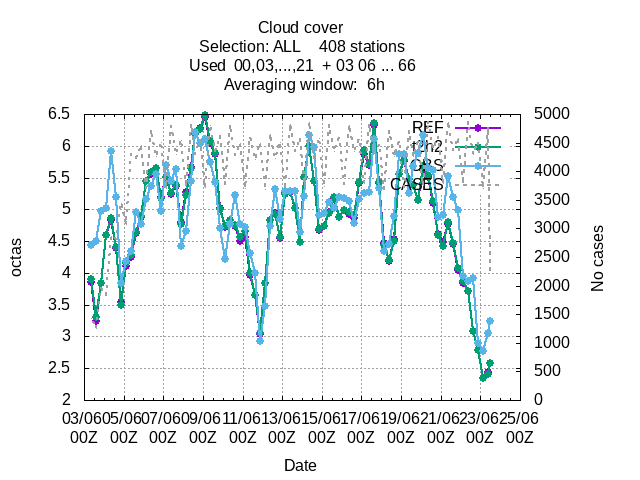 Cloud cover
Selection: ALL 408 stations
Used 00,03,...,21 + 03 06 ... 66
Averaging window: 6h
6.5 5000
6 4500
5.5 4000
5 3500
4.5 3000
4 2500
3.5 2000
3 1500
1000
2.5 500
2 0
octas
No cases
REF
OBS
CASES
03/06 05/06 07/06 09/06 11/06 13/06 15/06 17/06 19/06 21/06 23/06 25/06
00Z 00Z 00Z 00Z 00Z 00Z 00Z 00Z 00Z 00Z 00Z 00Z
Date